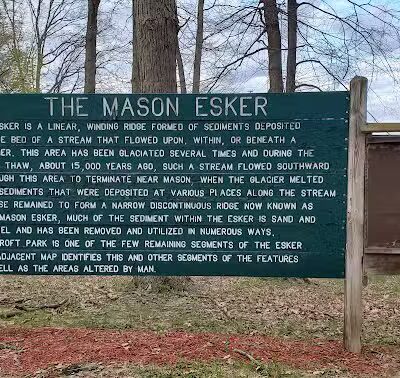 THE MASON ESKER
SKER IS A LINEAR, WINDING RIDGE FORMED OF SEDIMENTS DEPOSITED
E BED OF A STREAM THAT FLOWED UPON, WITHIN, OR BENEATH A
ER, THIS AREA HAS BEEN GLACIATED SEVERAL TIMES AND DURING THE
THAW, ABOUT 15,000 YEARS AGO, SUCH A STREAM FLOWED SOUTHWARD
UGH THIS AREA TO TERMINATE NEAR MASON. WHEN THE GLACIER MELTED
SEDIMENTS THAT WERE DEPOSITED AT VARIOUS PLACES ALONG THE STREAM
SE REMAINED TO FORM A NARROW DISCONTINUOUS RIDGE NOW KNOWN AS
MASON ESKER, MUCH OF THE SEDIMENT WITHIN THE ESKER IS SAND AND
EL AND HAS BEEN REMOVED AND UTILIZED IN NUMEROUS WAYS.
ROFT PARK IS ONE OF THE FEW REMAINING SEGMENTS OF THE ESKER
ADJACENT MAP IDENTIFIES THIS AND OTHER SEGMENTS OF THE FEATURES
ELL AS THE AREAS ALTERED BY MAN.